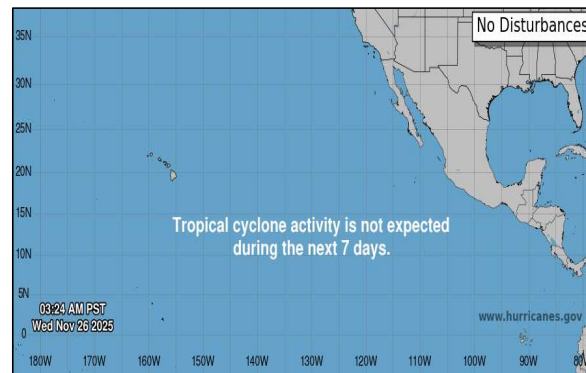 No Disturbances
35N
30N
25N
20N
15N
Tropical cyclone activity is not expected
during the next 7 days.
10N
5N
03:24 AM PST
Wed Nov 26 2025
www.hurricanes.gov
0
180W 170W 160W 150W 140W 130W 120W 110W 100W 90W 80W